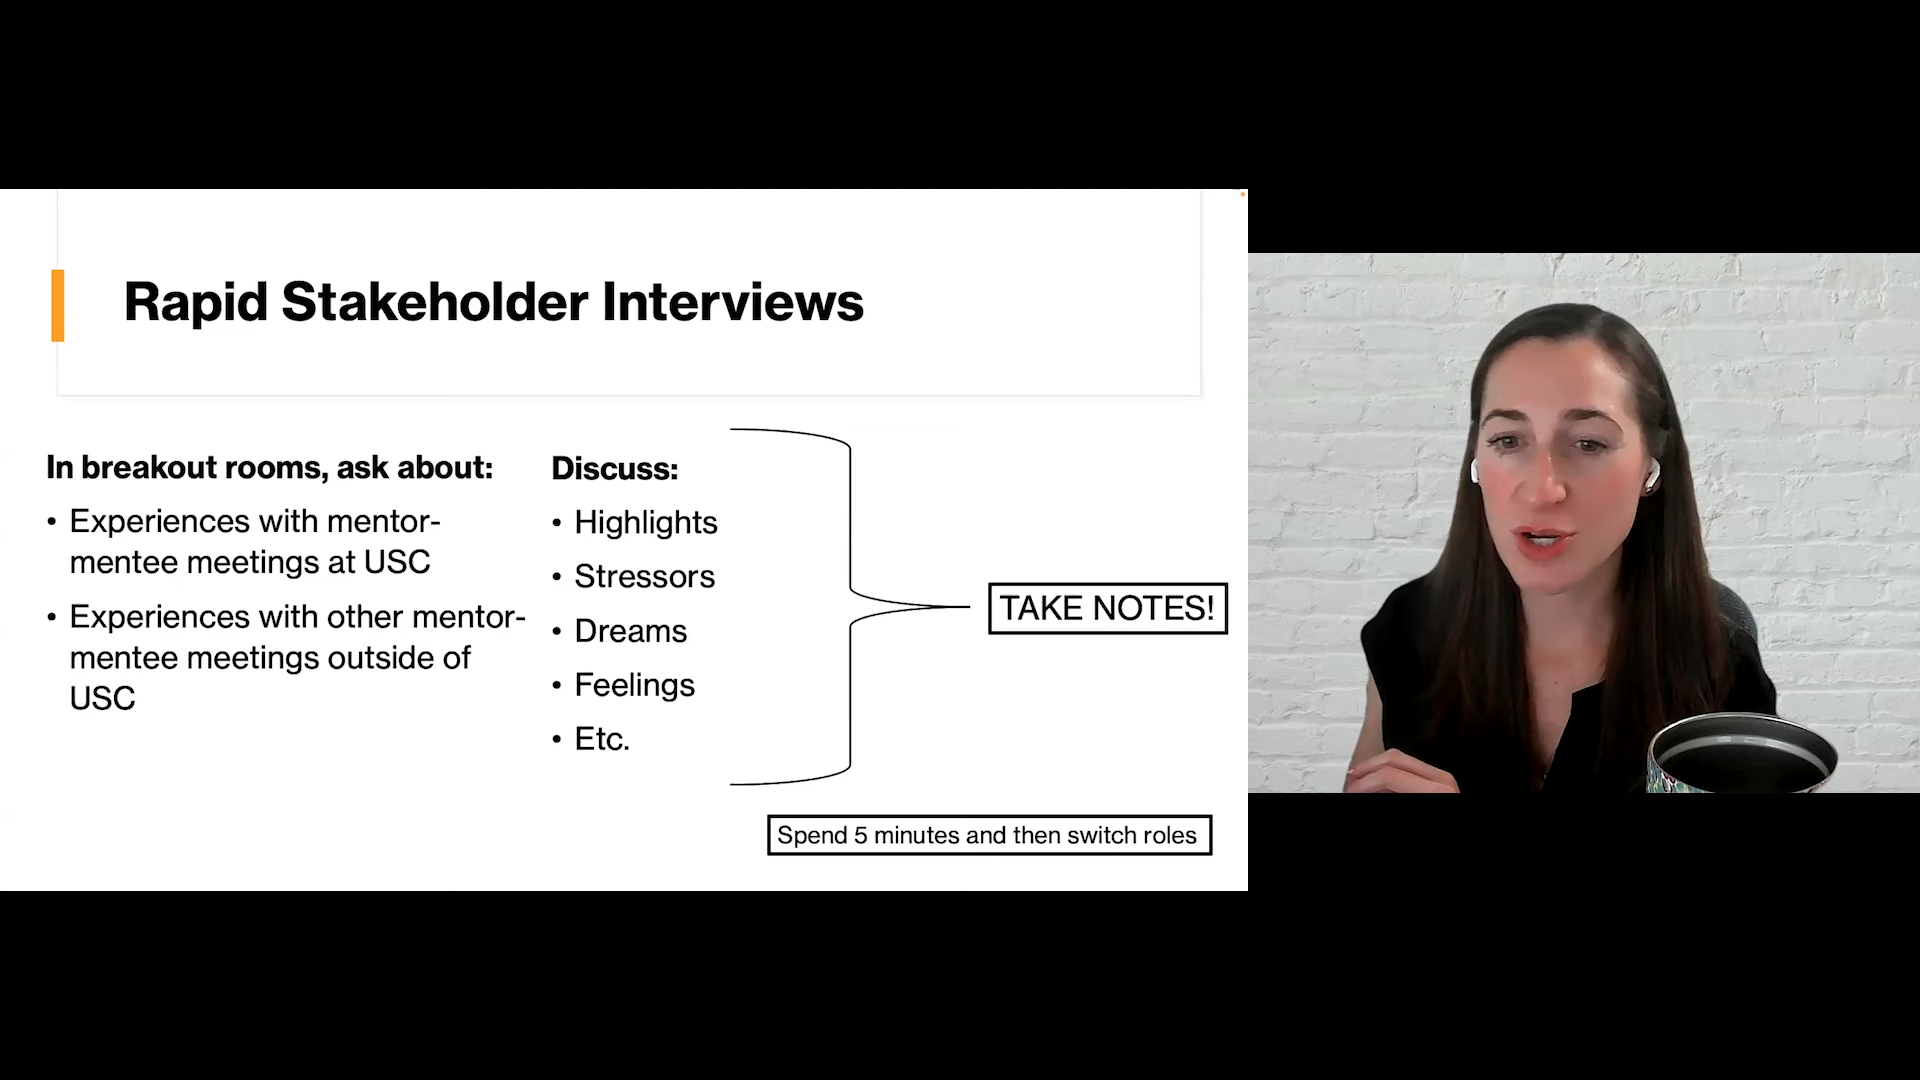 Rapid Stakeholder Interviews
In breakout rooms, ask about:
• Experiences with mentor-
mentee meetings at USC
• Experiences with other mentor-
mentee meetings outside of
USC
Discuss:
• Highlights
• Stressors
• Dreams
• Feelings
• Etc.
TAKE NOTES!
Spend 5 minutes and then switch roles